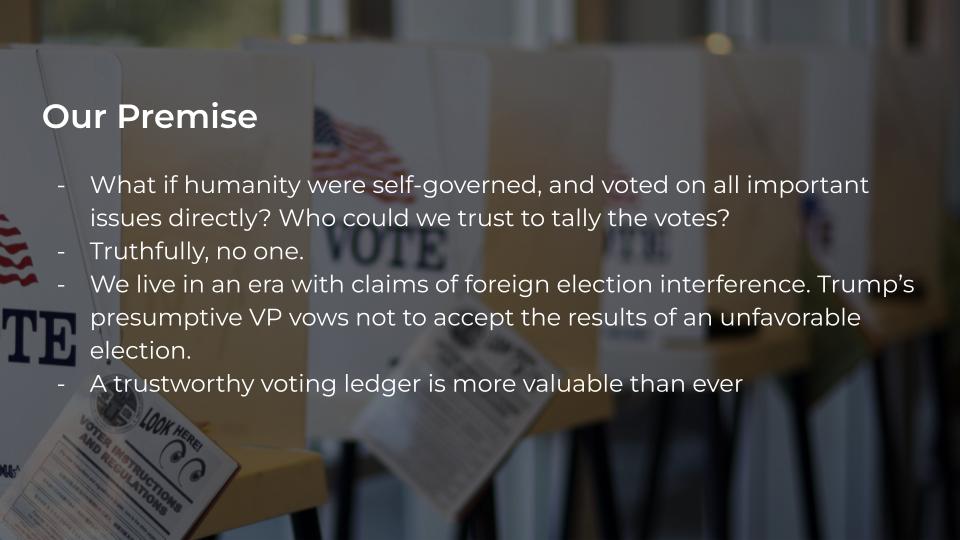 Our Premise
- What if humanity were self-governed, and voted on all important
issues directly? Who could we trust to tally the votes?
- Truthfully, no one.
- We live in an era with claims of foreign election interference. Trump’s
presumptive VP vows not to accept the results of an unfavorable
election.
- A trustworthy voting ledger is more valuable than ever
VOTE
TE
LOOK HERE!
VOTER INSTRUCTIONS
AND REGULATIONS